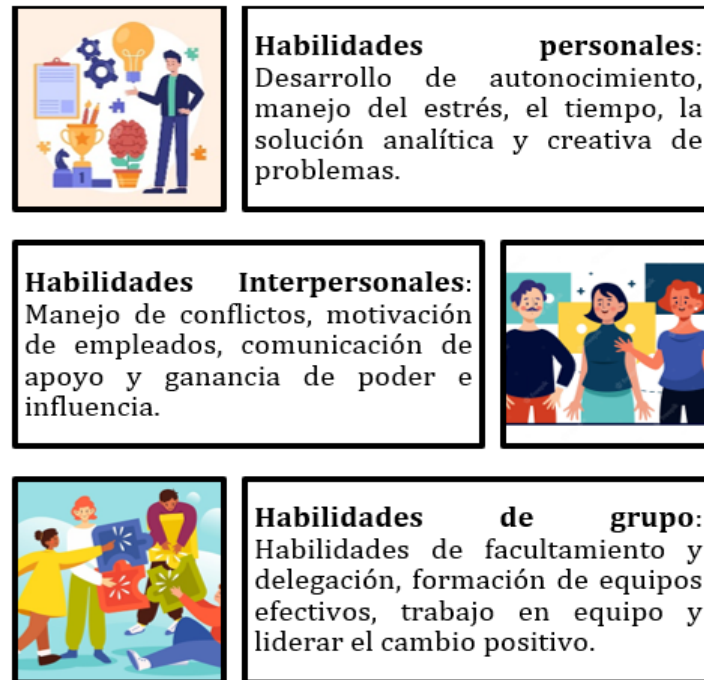 Habilidades personales:
Desarrollo de autonocimiento,
manejo del estrés, el tiempo, la
solución analítica y creativa de
problemas.
1
Habilidades Interpersonales:
Manejo de conflictos, motivación
de empleados, comunicación de
apoyo y ganancia de poder e
influencia.
Habilidades de grupo:
Habilidades de facultamiento y
delegación, formación de equipos
efectivos, trabajo en equipo y
liderar el cambio positivo.